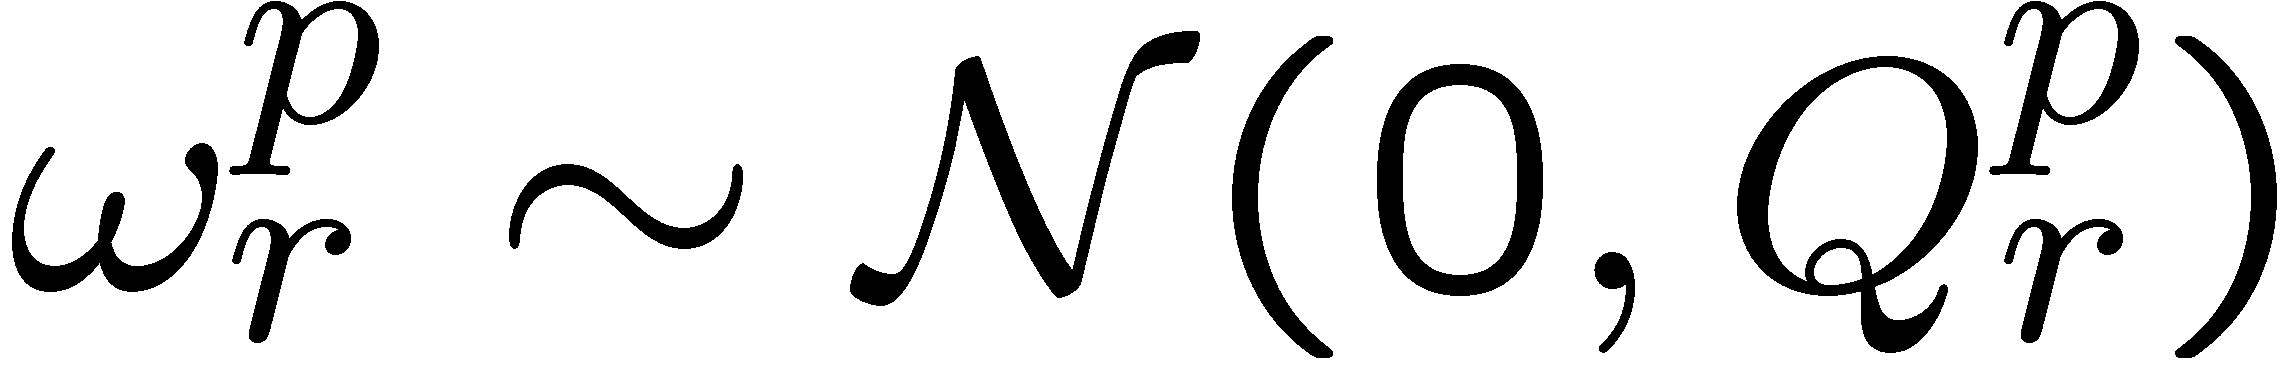 ω_r^p ∼ 𝒩(0, Q_r^p)